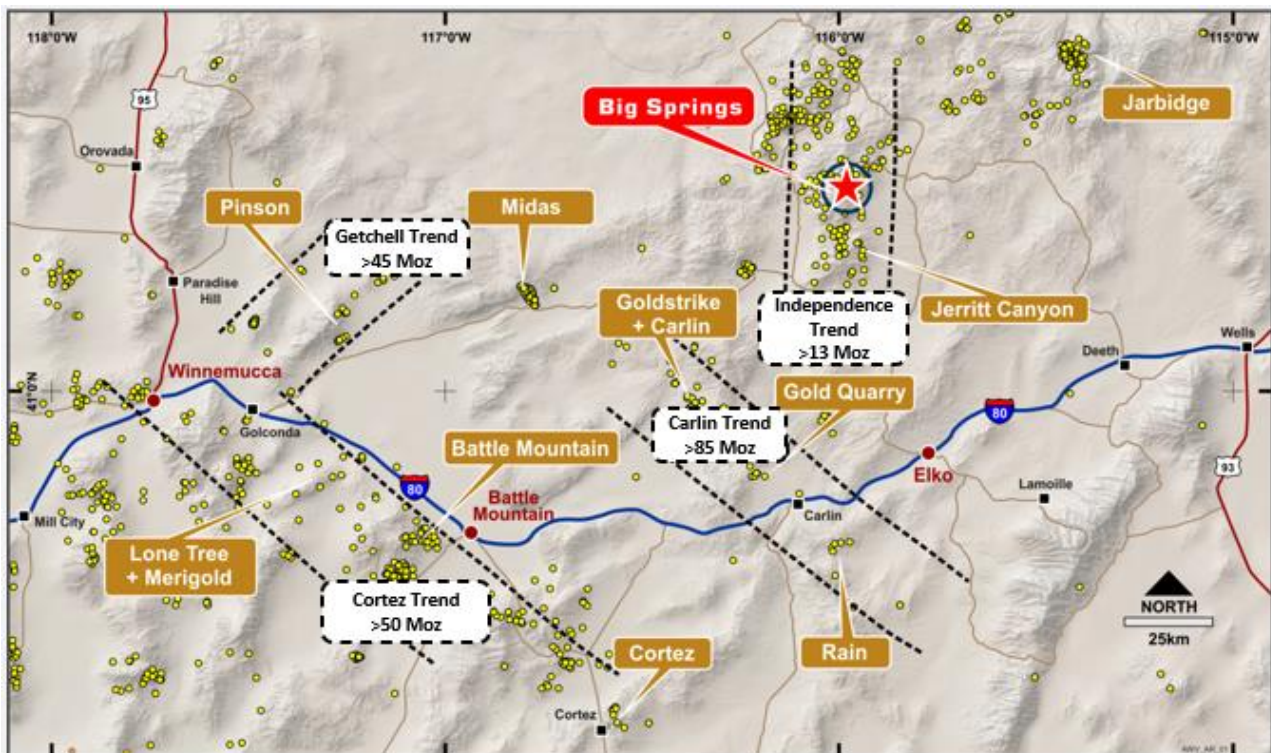 118°0'W
117°0'W
116°0'W
115°0'W
95
Big Springs
Jarbidge
Orovada
Pinson
Midas
Getchell Trend
>45 Moz
Paradise
Hill
Goldstrike
+ Carlin
Independence
Trend
>13 Moz
Jerritt Canyon
Wells
Deeth
41°0'N
Winnemucca
Golconda
Gold Quarry
80
Carlin Trend
>85 Moz
Battle Mountain
80
Elko
93
Lamoille
Battle
Mountain
Carlin
Mill City
Lone Tree
+ Merigold
Cortez Trend
>50 Moz
NORTH
25km
Cortez
Rain
Cortez